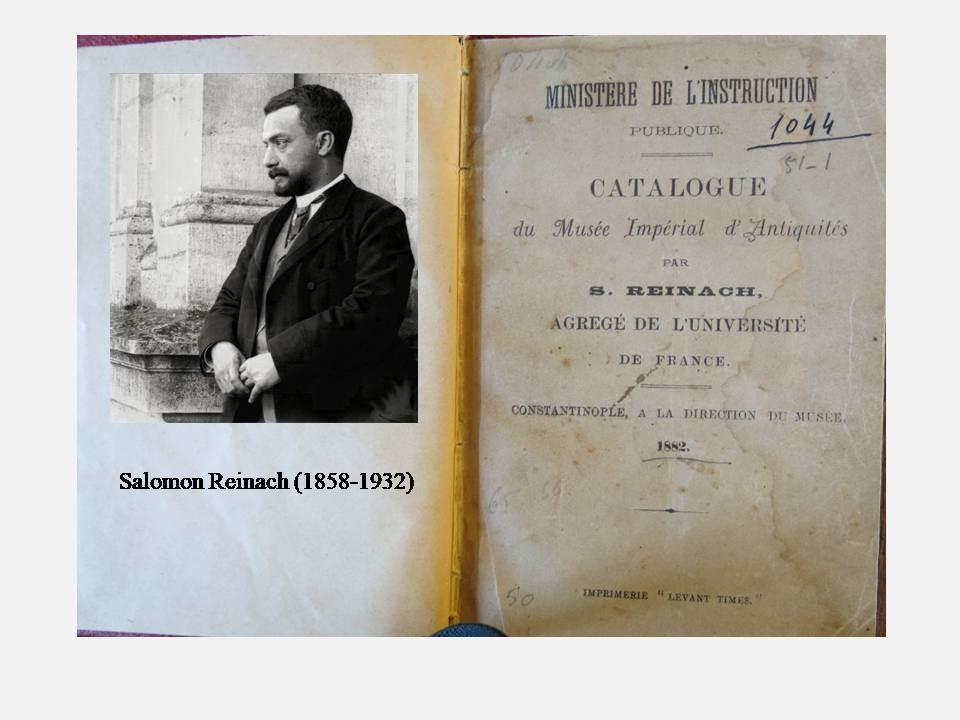 Salomon Reinach (1858-1932)
MINISTÈRE DE L'INSTRUCTION
PUBLIQUE.
1044
51-1
CATALOGUE
du Musée Impérial d'Antiquités
PAR
S. REINACH,
AGREGÉ DE L'UNIVERSITÉ
DE FRANCE.
CONSTANTINOPLE, A LA DIRECTION DU MUSÉE.
1882.
50
IMPRIMERIE "LEVANT TIMES."